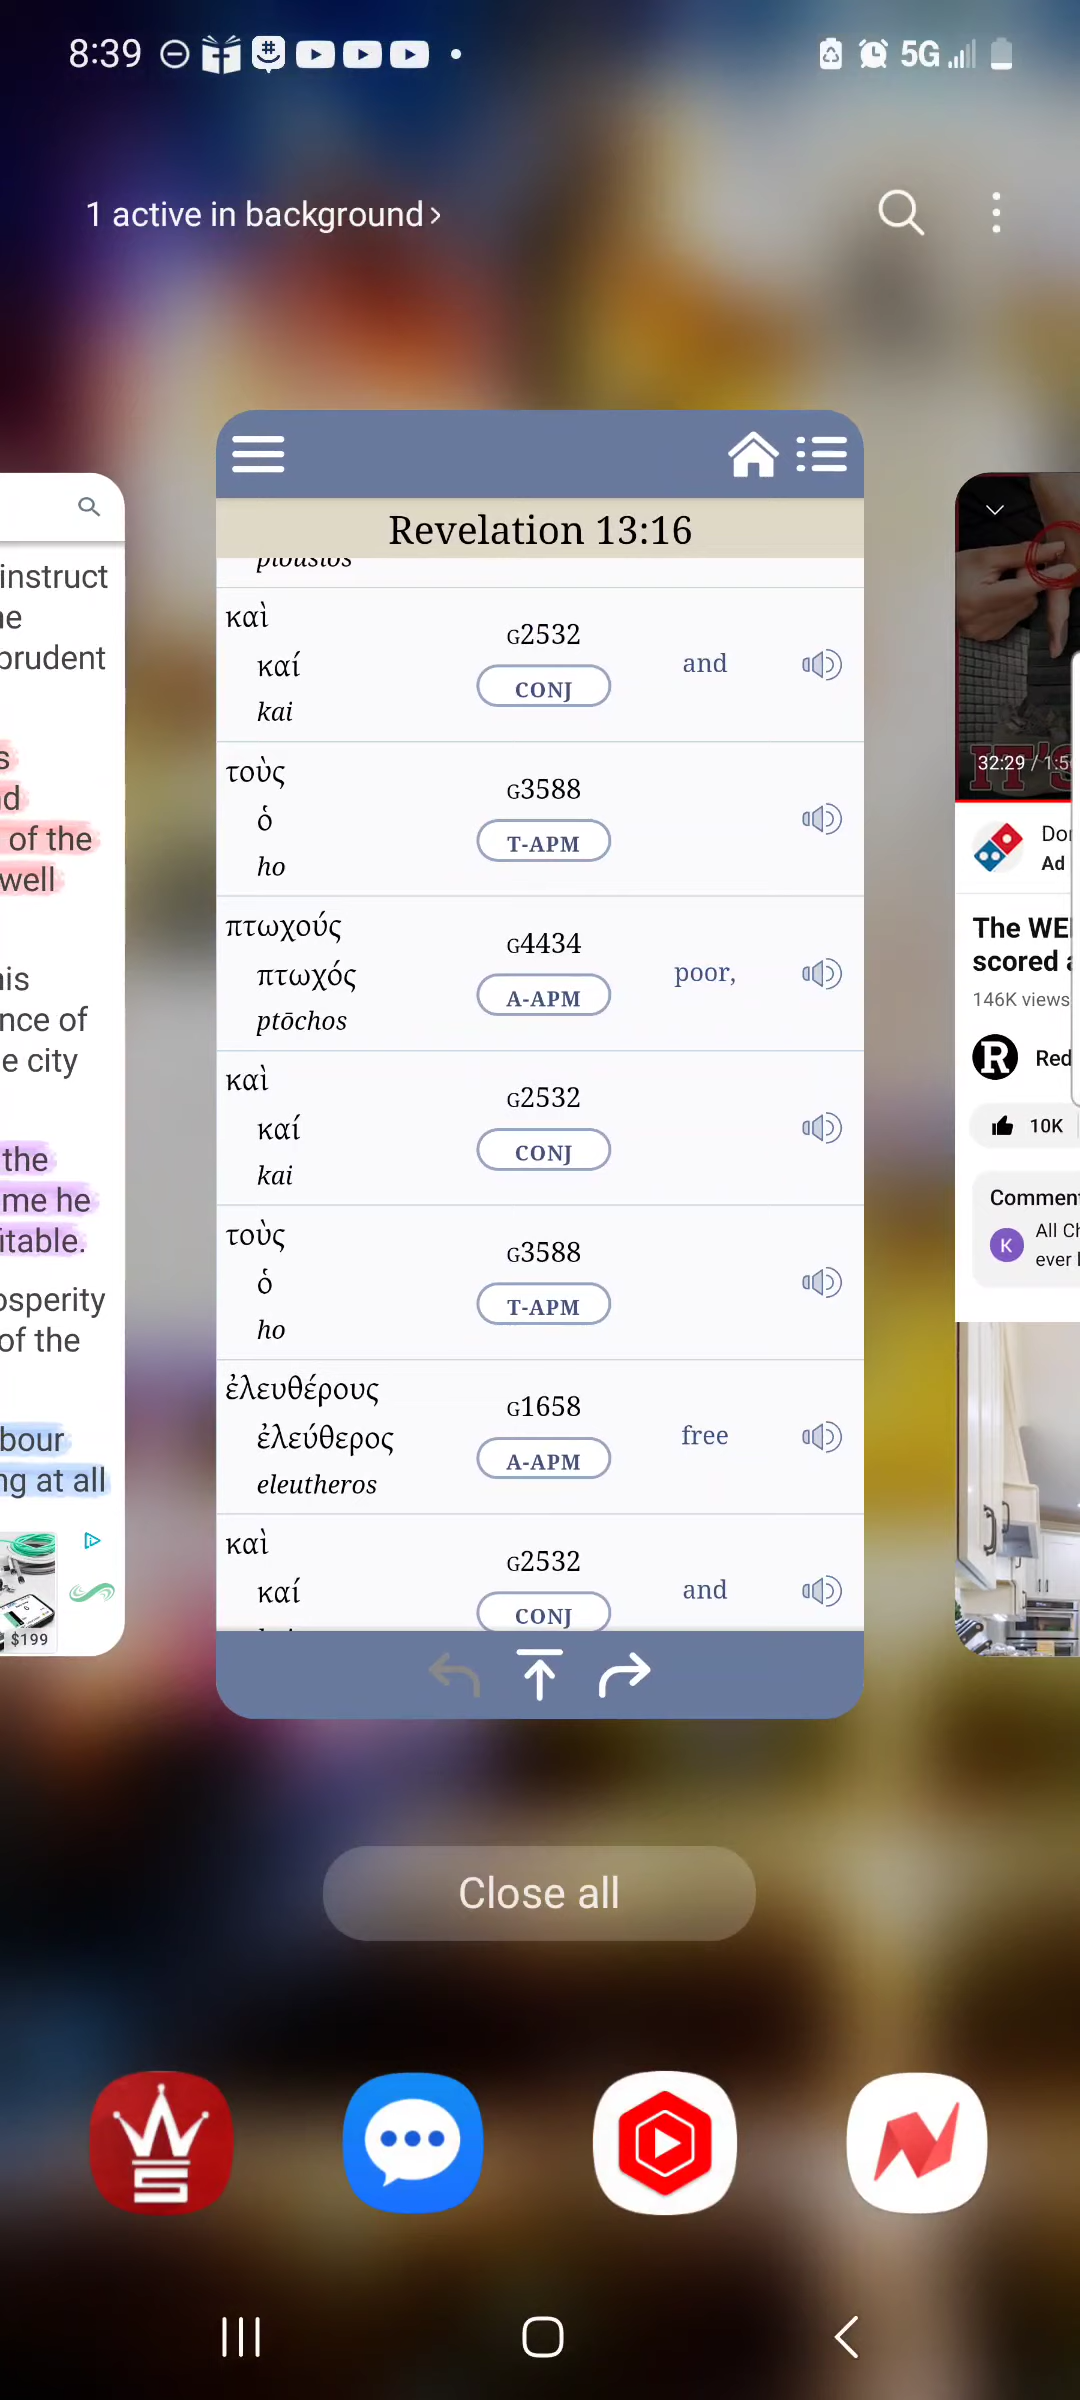 8:39
5G
1 active in background
instruct
prudent
of the
well
nce of
e city
the
me he
itable.
osperity
of the
bour
ng at all
$199
Revelation 13:16
καὶ
καί
kai
G2532
CONJ
and
τοὺς
ὁ
ho
G3588
T-APM
πτωχούς
πτωχός
ptōchos
G4434
A-APM
poor,
καὶ
καί
kai
G2532
CONJ
τοὺς
ὁ
ho
G3588
T-APM
ἐλευθέρους
ἐλεύθερος
eleutheros
G1658
A-APM
free
καὶ
καί
G2532
CONJ
and
IT'S
32:29 / 1:5
Ad
The WE
scored
146K views
R
Red
10K
Commen
K
All Ch
ever
Close all